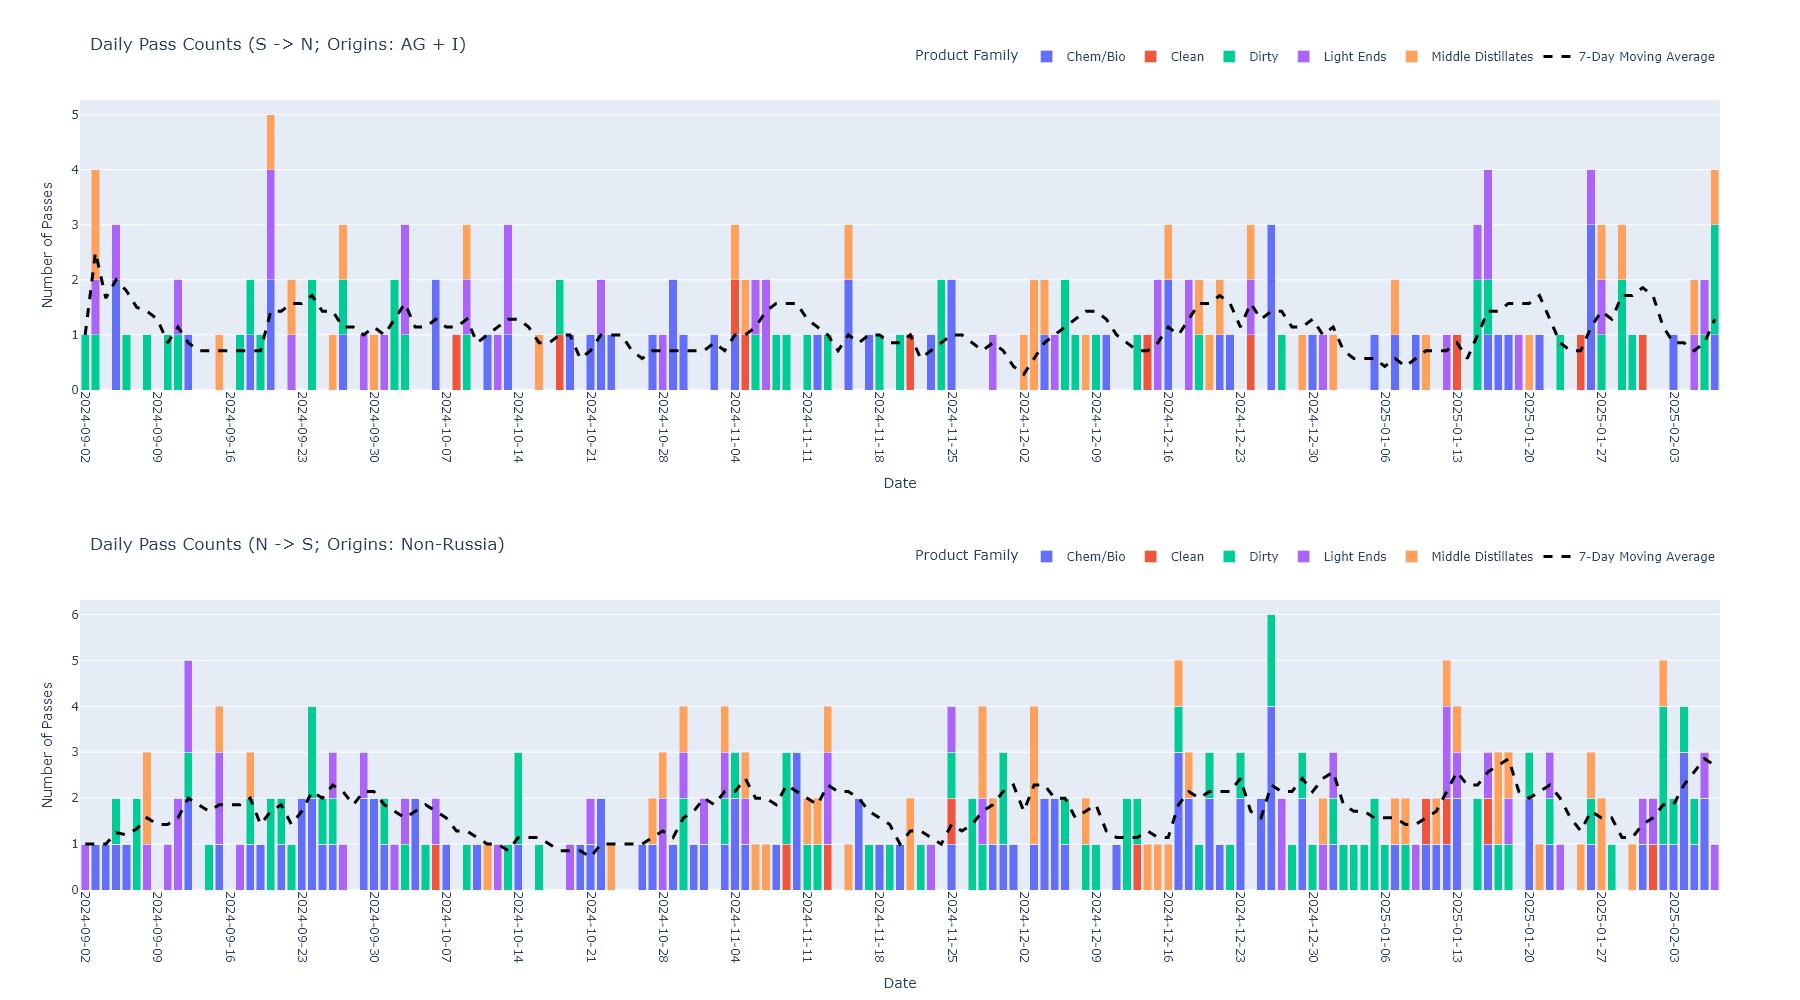 Daily Pass Counts (S -> N; Origins: AG + I)
Product Family Chem/Bio Clean Dirty Light Ends Middle Distillates 7-Day Moving Average
Number of Passes
5
4
3
2
1
0
2024-09-02 2024-09-09 2024-09-16 2024-09-23 2024-09-30 2024-10-07 2024-10-14 2024-10-21 2024-10-28 2024-11-04 2024-11-11 2024-11-18 2024-11-25 2024-12-02 2024-12-09 2024-12-16 2024-12-23 2024-12-30 2025-01-06 2025-01-13 2025-01-20 2025-01-27 2025-02-03
Date
Daily Pass Counts (N -> S; Origins: Non-Russia)
Product Family Chem/Bio Clean Dirty Light Ends Middle Distillates 7-Day Moving Average
Number of Passes
6
5
4
3
2
1
0
2024-09-02 2024-09-09 2024-09-16 2024-09-23 2024-09-30 2024-10-07 2024-10-14 2024-10-21 2024-10-28 2024-11-04 2024-11-11 2024-11-18 2024-11-25 2024-12-02 2024-12-09 2024-12-16 2024-12-23 2024-12-30 2025-01-06 2025-01-13 2025-01-20 2025-01-27 2025-02-03
Date